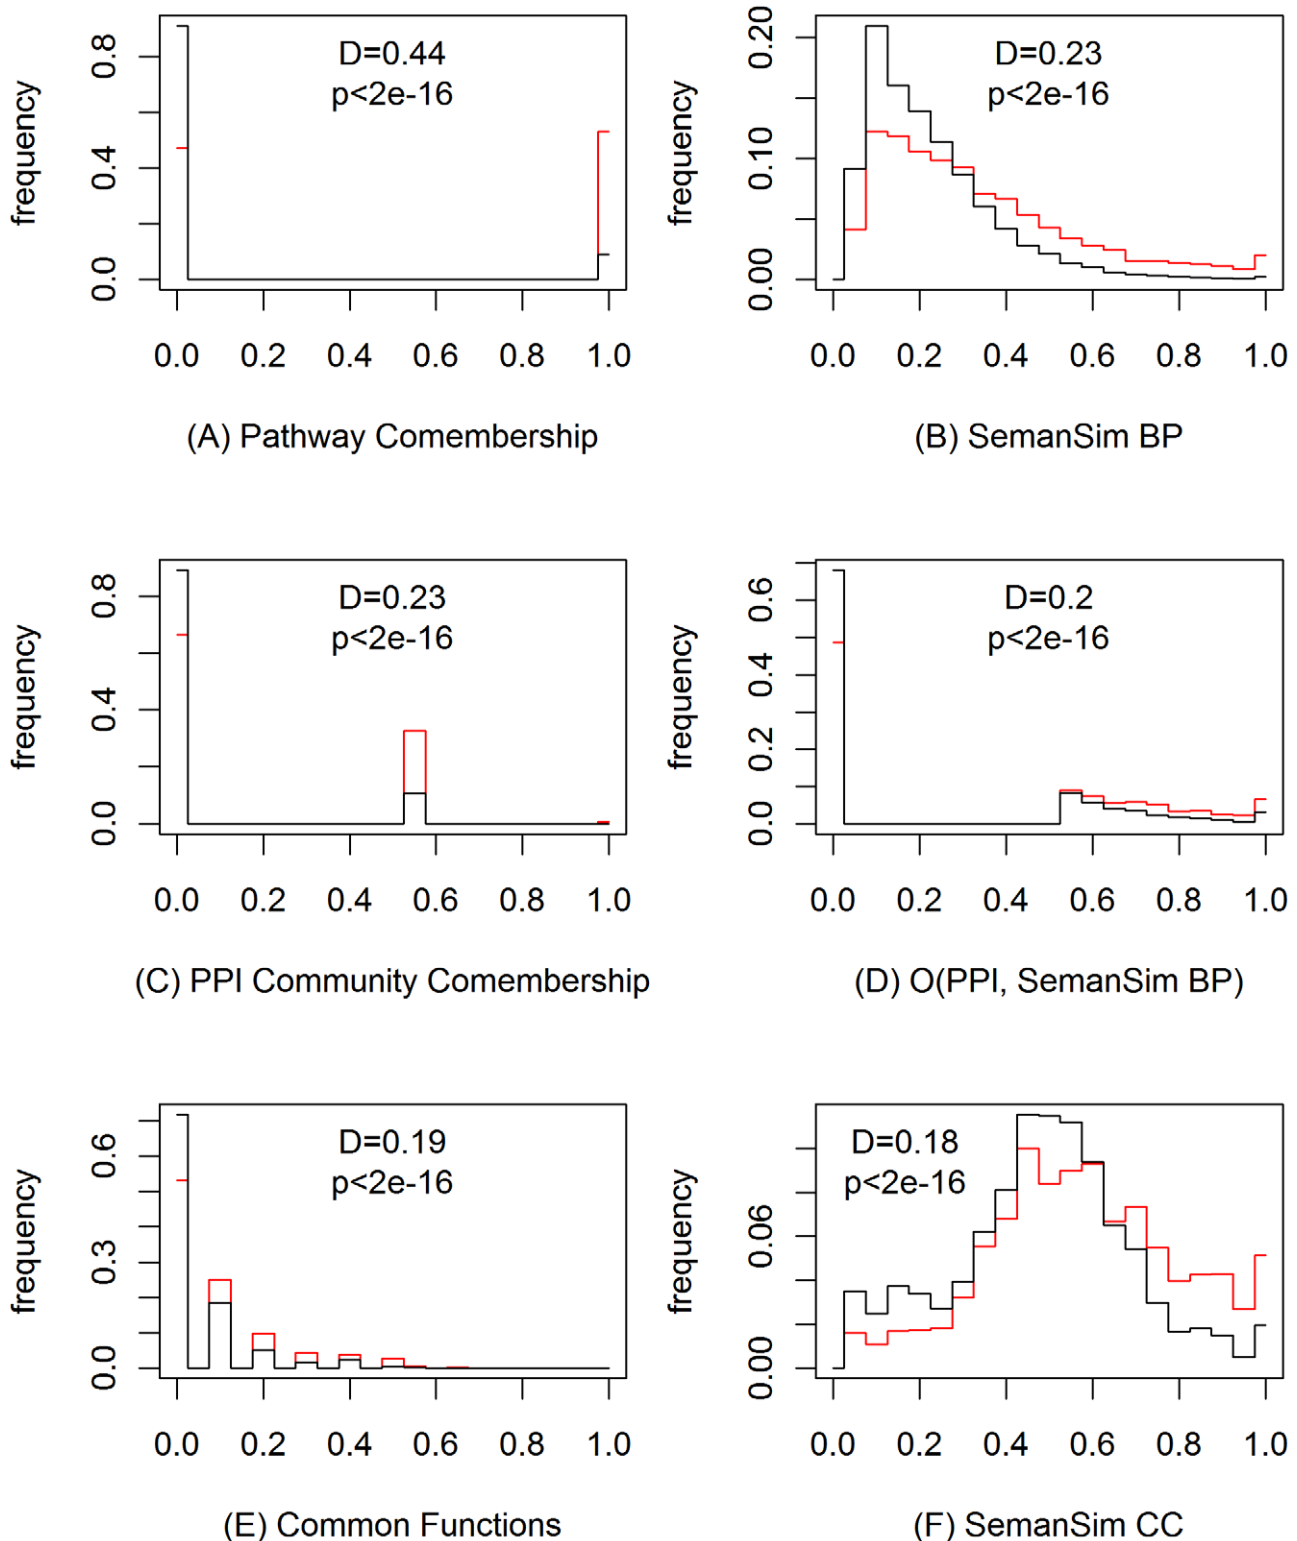 D=0.44
p<2e-16
frequency
0.0 0.4 0.8
0.0 0.2 0.4 0.6 0.8 1.0
(A) Pathway Comembership
D=0.23
p<2e-16
frequency
0.00 0.10 0.20
0.0 0.2 0.4 0.6 0.8 1.0
(B) SemanSim BP
D=0.23
p<2e-16
frequency
0.0 0.4 0.8
0.0 0.2 0.4 0.6 0.8 1.0
(C) PPI Community Comembership
D=0.2
p<2e-16
frequency
0.0 0.2 0.4 0.6
0.0 0.2 0.4 0.6 0.8 1.0
(D) O(PPI, SemanSim BP)
D=0.19
p<2e-16
frequency
0.0 0.3 0.6
0.0 0.2 0.4 0.6 0.8 1.0
(E) Common Functions
D=0.18
p<2e-16
frequency
0.00 0.06
0.0 0.2 0.4 0.6 0.8 1.0
(F) SemanSim CC